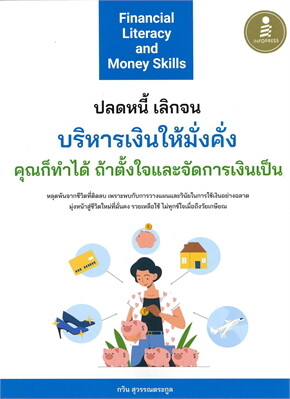 Financial
Literacy
and
Money Skills
INFOPRESS
ปลดหนี้ เลิกจน
บริหารเงินให้มั่งคั่ง
คุณก็ทำได้ ถ้าตั้งใจและจัดการเงินเป็น
หลุดพ้นจากชีวิตที่ติดลบ เพราะพบกับการวางแผนและวินัยในการใช้เงินอย่างฉลาด
มุ่งหน้าสู่ชีวิตใหม่ที่มั่นคง รวยเหลือใช้ ไม่ทุกข์ใจเมื่อถึงวัยเกษียณ
กวิน สุวรรณตระกูล